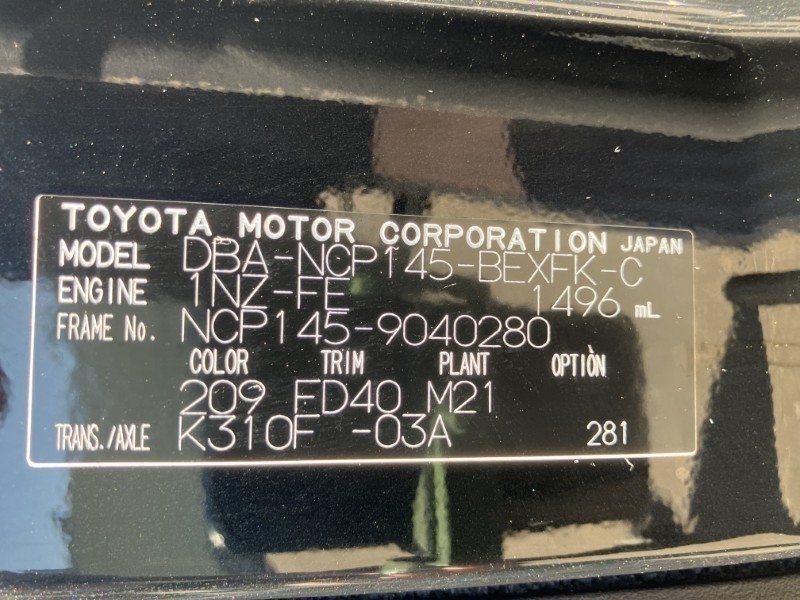 TOYOTA MOTOR CORPORATION JAPAN
MODEL DBA-NCP145-BEXFK-C
ENGINE 1NZ-FE 1496 mL
FRAME No. NCP145-9040280
COLOR TRIM PLANT OPTIÒN
209 FD40 M21
TRANS./AXLE K310F -03A 281